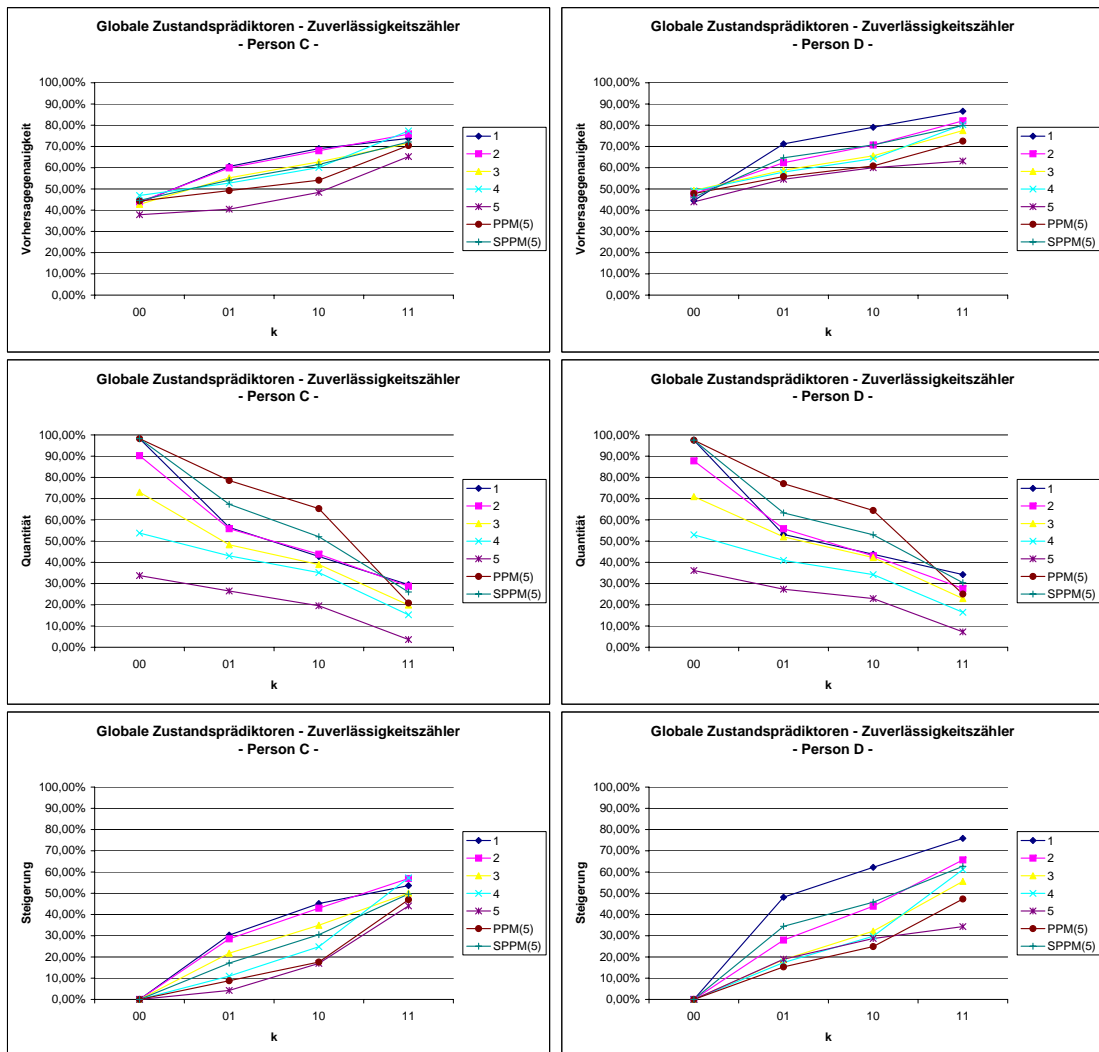 Globale Zustandsprädiktoren - Zuverlässigkeitszähler
- Person C -
Vorhersagegenauigkeit
100,00%
90,00%
80,00%
70,00%
60,00%
50,00%
40,00%
30,00%
20,00%
10,00%
0,00%
00 01 10 11
k
1
2
3
4
5
PPM(5)
SPPM(5)
Globale Zustandsprädiktoren - Zuverlässigkeitszähler
- Person D -
Vorhersagegenauigkeit
100,00%
90,00%
80,00%
70,00%
60,00%
50,00%
40,00%
30,00%
20,00%
10,00%
0,00%
00 01 10 11
k
1
2
3
4
5
PPM(5)
SPPM(5)
Globale Zustandsprädiktoren - Zuverlässigkeitszähler
- Person C -
Quantität
100,00%
90,00%
80,00%
70,00%
60,00%
50,00%
40,00%
30,00%
20,00%
10,00%
0,00%
00 01 10 11
k
1
2
3
4
5
PPM(5)
SPPM(5)
Globale Zustandsprädiktoren - Zuverlässigkeitszähler
- Person D -
Quantität
100,00%
90,00%
80,00%
70,00%
60,00%
50,00%
40,00%
30,00%
20,00%
10,00%
0,00%
00 01 10 11
k
1
2
3
4
5
PPM(5)
SPPM(5)
Globale Zustandsprädiktoren - Zuverlässigkeitszähler
- Person C -
Steigerung
100,00%
90,00%
80,00%
70,00%
60,00%
50,00%
40,00%
30,00%
20,00%
10,00%
0,00%
00 01 10 11
k
1
2
3
4
5
PPM(5)
SPPM(5)
Globale Zustandsprädiktoren - Zuverlässigkeitszähler
- Person D -
Steigerung
100,00%
90,00%
80,00%
70,00%
60,00%
50,00%
40,00%
30,00%
20,00%
10,00%
0,00%
00 01 10 11
k
1
2
3
4
5
PPM(5)
SPPM(5)